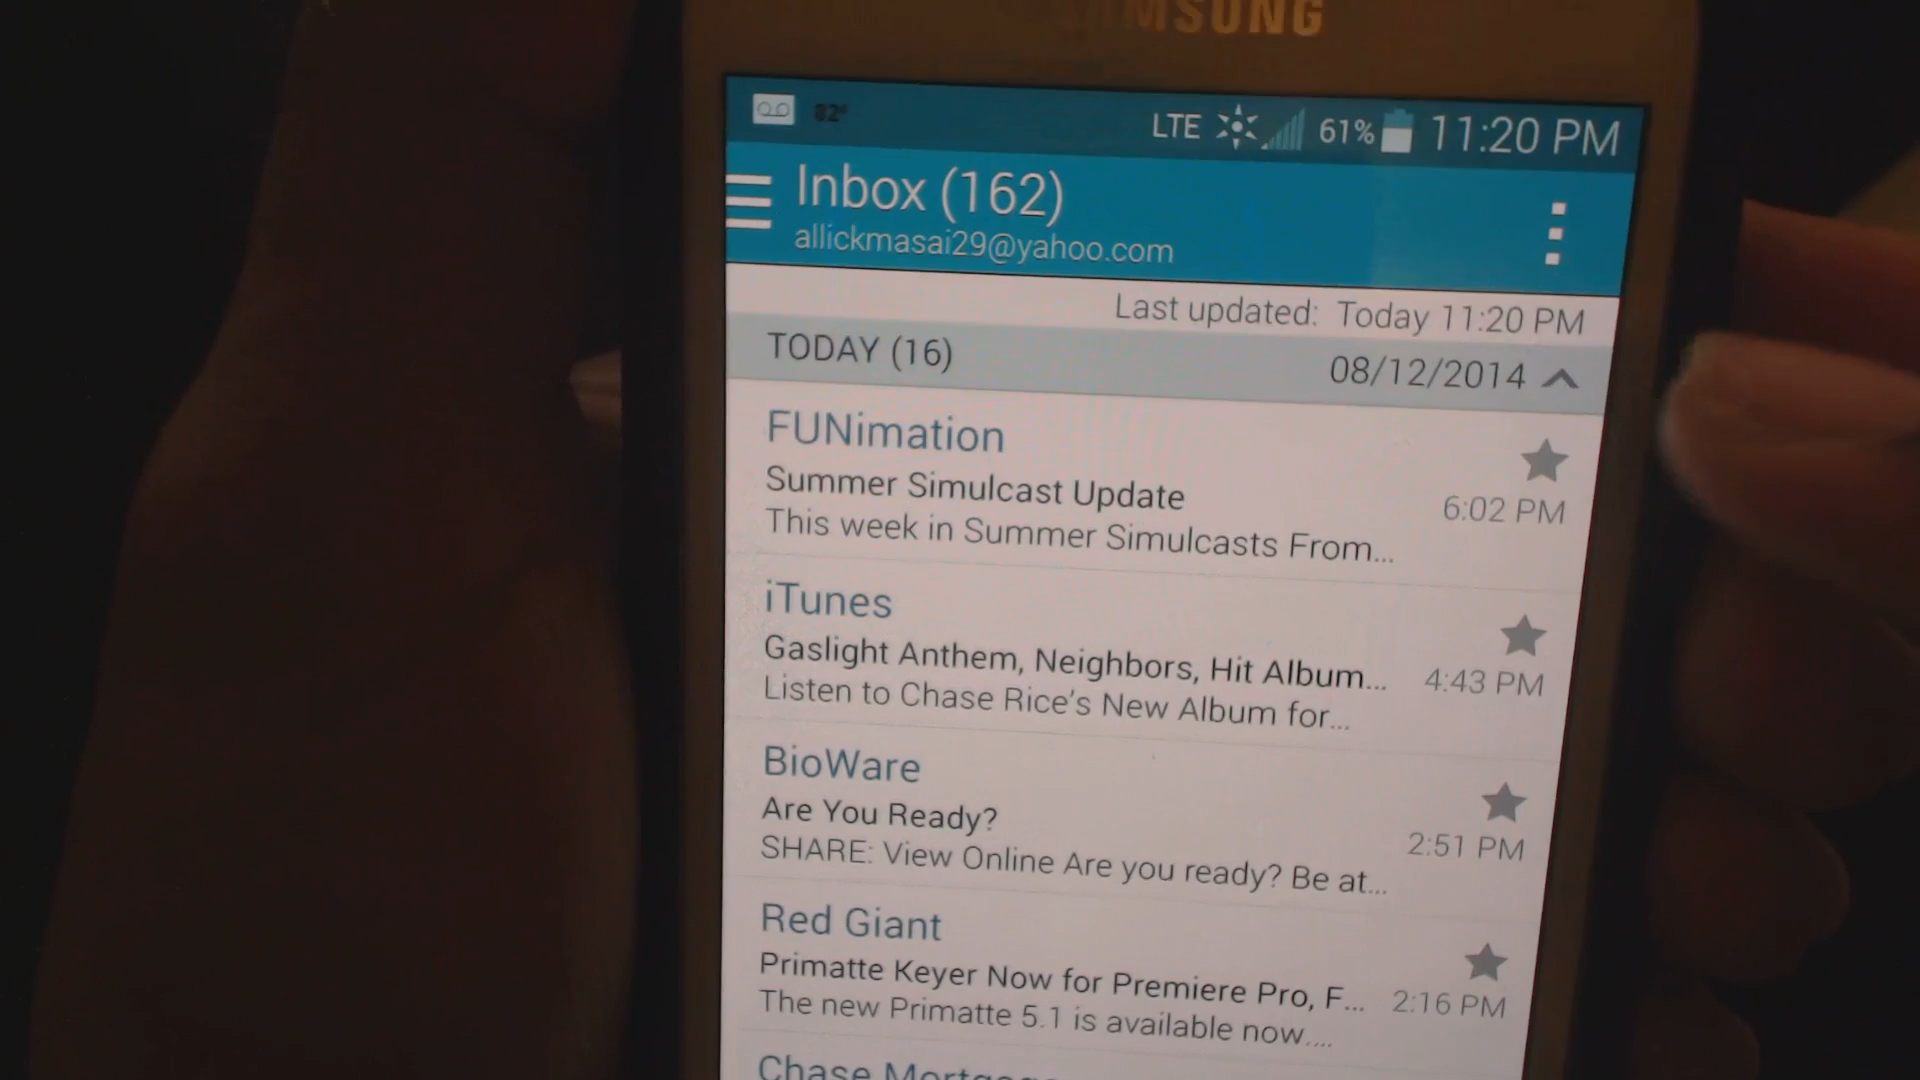 SAMSUNG
82° LTE 61% 11:20 PM
Inbox (162)
allickmasai29@yahoo.com
Last updated: Today 11:20 PM
TODAY (16) 08/12/2014
FUNimation
Summer Simulcast Update
This week in Summer Simulcasts From... 6:02 PM
iTunes
Gaslight Anthem, Neighbors, Hit Album... 4:43 PM
Listen to Chase Rice's New Album for...
BioWare
Are You Ready? 2:51 PM
SHARE: View Online Are you ready? Be at...
Red Giant
Primatte Keyer Now for Premiere Pro, F... 2:16 PM
The new Primatte 5.1 is available now....
Chase